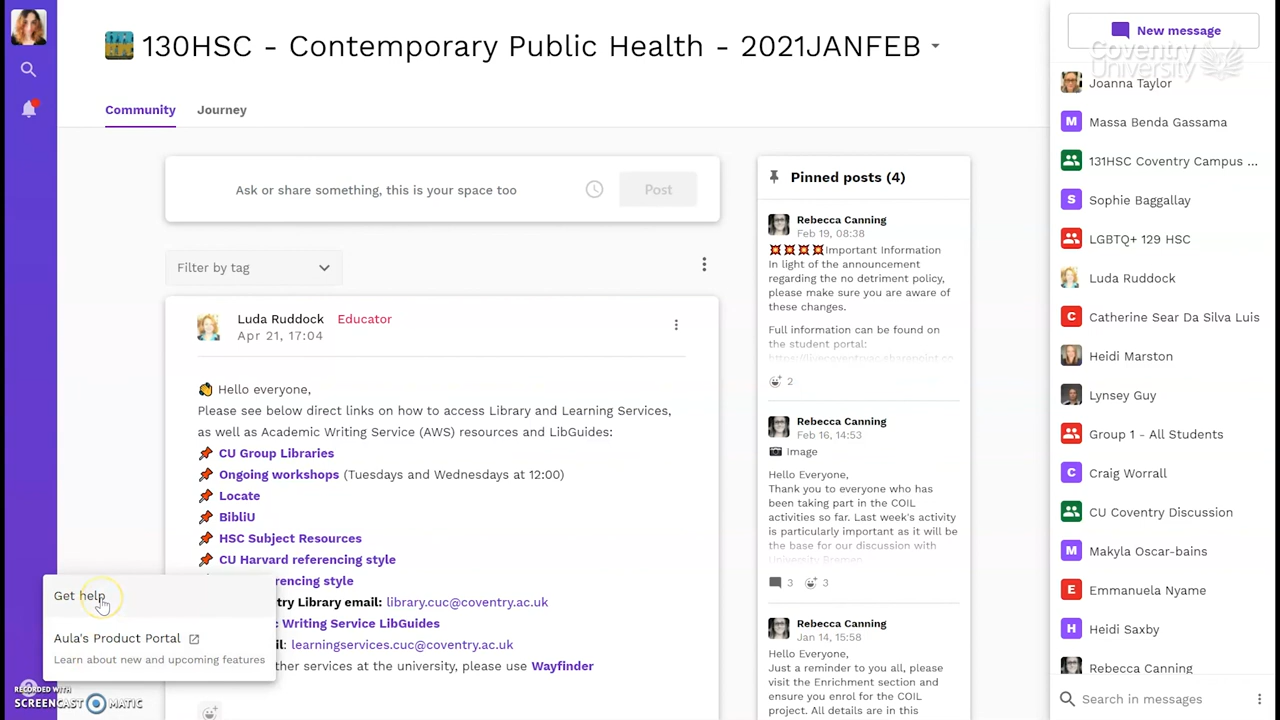 130HSC - Contemporary Public Health - 2021JANFEB
Community
Journey
Ask or share something, this is your space too
Post
Filter by tag
Luda Ruddock Educator
Apr 21, 17:04
Hello everyone,
Please see below direct links on how to access Library and Learning Services,
as well as Academic Writing Service (AWS) resources and LibGuides:
CU Group Libraries
Ongoing workshops (Tuesdays and Wednesdays at 12:00)
Locate
BibliU
HSC Subject Resources
CU Harvard referencing style
erencing style
try Library email: library.cuc@coventry.ac.uk
: Writing Service LibGuides
il: learningservices.cuc@coventry.ac.uk
ther services at the university, please use Wayfinder
Get help
Aula's Product Portal
Learn about new and upcoming features
RECORDED WITH
SCREENCAST MATIC
Pinned posts (4)
Rebecca Canning
Feb 19, 08:38
Important Information
In light of the announcement
regarding the no detriment policy,
please make sure you are aware of
these changes.
Full information can be found on
the student portal:
2
Rebecca Canning
Feb 16, 14:53
Image
Hello Everyone,
Thank you to everyone who has
been taking part in the COIL
activities so far. Last week's activity
is particularly important as it will be
the base for our discussion with
University Bremen
3 3
Rebecca Canning
Jan 14, 15:58
Hello Everyone,
Just a reminder to you all, please
visit the Enrichment section and
ensure you enrol for the COIL
project. All details are in this
New message
Coventry
University
Joanna Taylor
M Massa Benda Gassama
131HSC Coventry Campus ...
S Sophie Baggallay
LGBTQ+ 129 HSC
Luda Ruddock
C Catherine Sear Da Silva Luis
Heidi Marston
Lynsey Guy
Group 1 - All Students
C Craig Worrall
CU Coventry Discussion
M Makyla Oscar-bains
E Emmanuela Nyame
H Heidi Saxby
Rebecca Canning
Search in messages